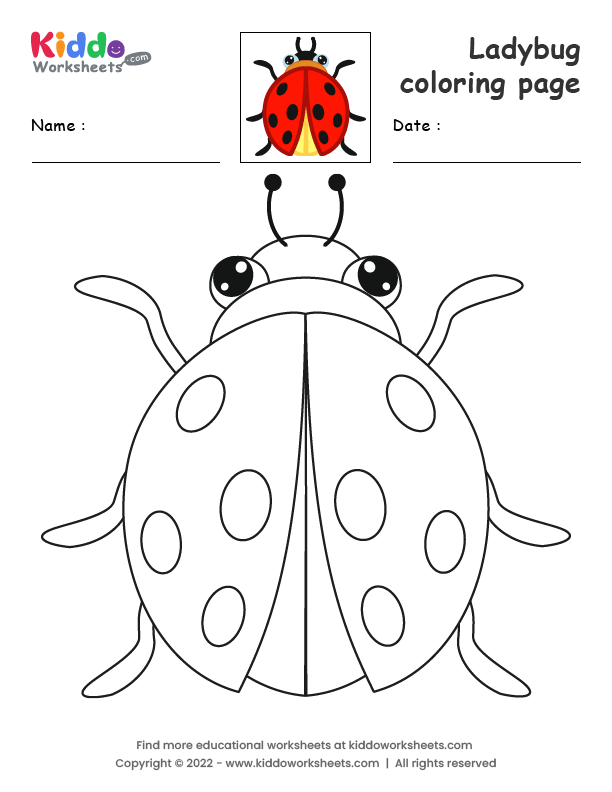 Kiddo
Worksheets.com
Ladybug
coloring page
Name :
Date :
Find more educational worksheets at kiddoworksheets.com
Copyright © 2022 - www.kiddoworksheets.com | All rights reserved